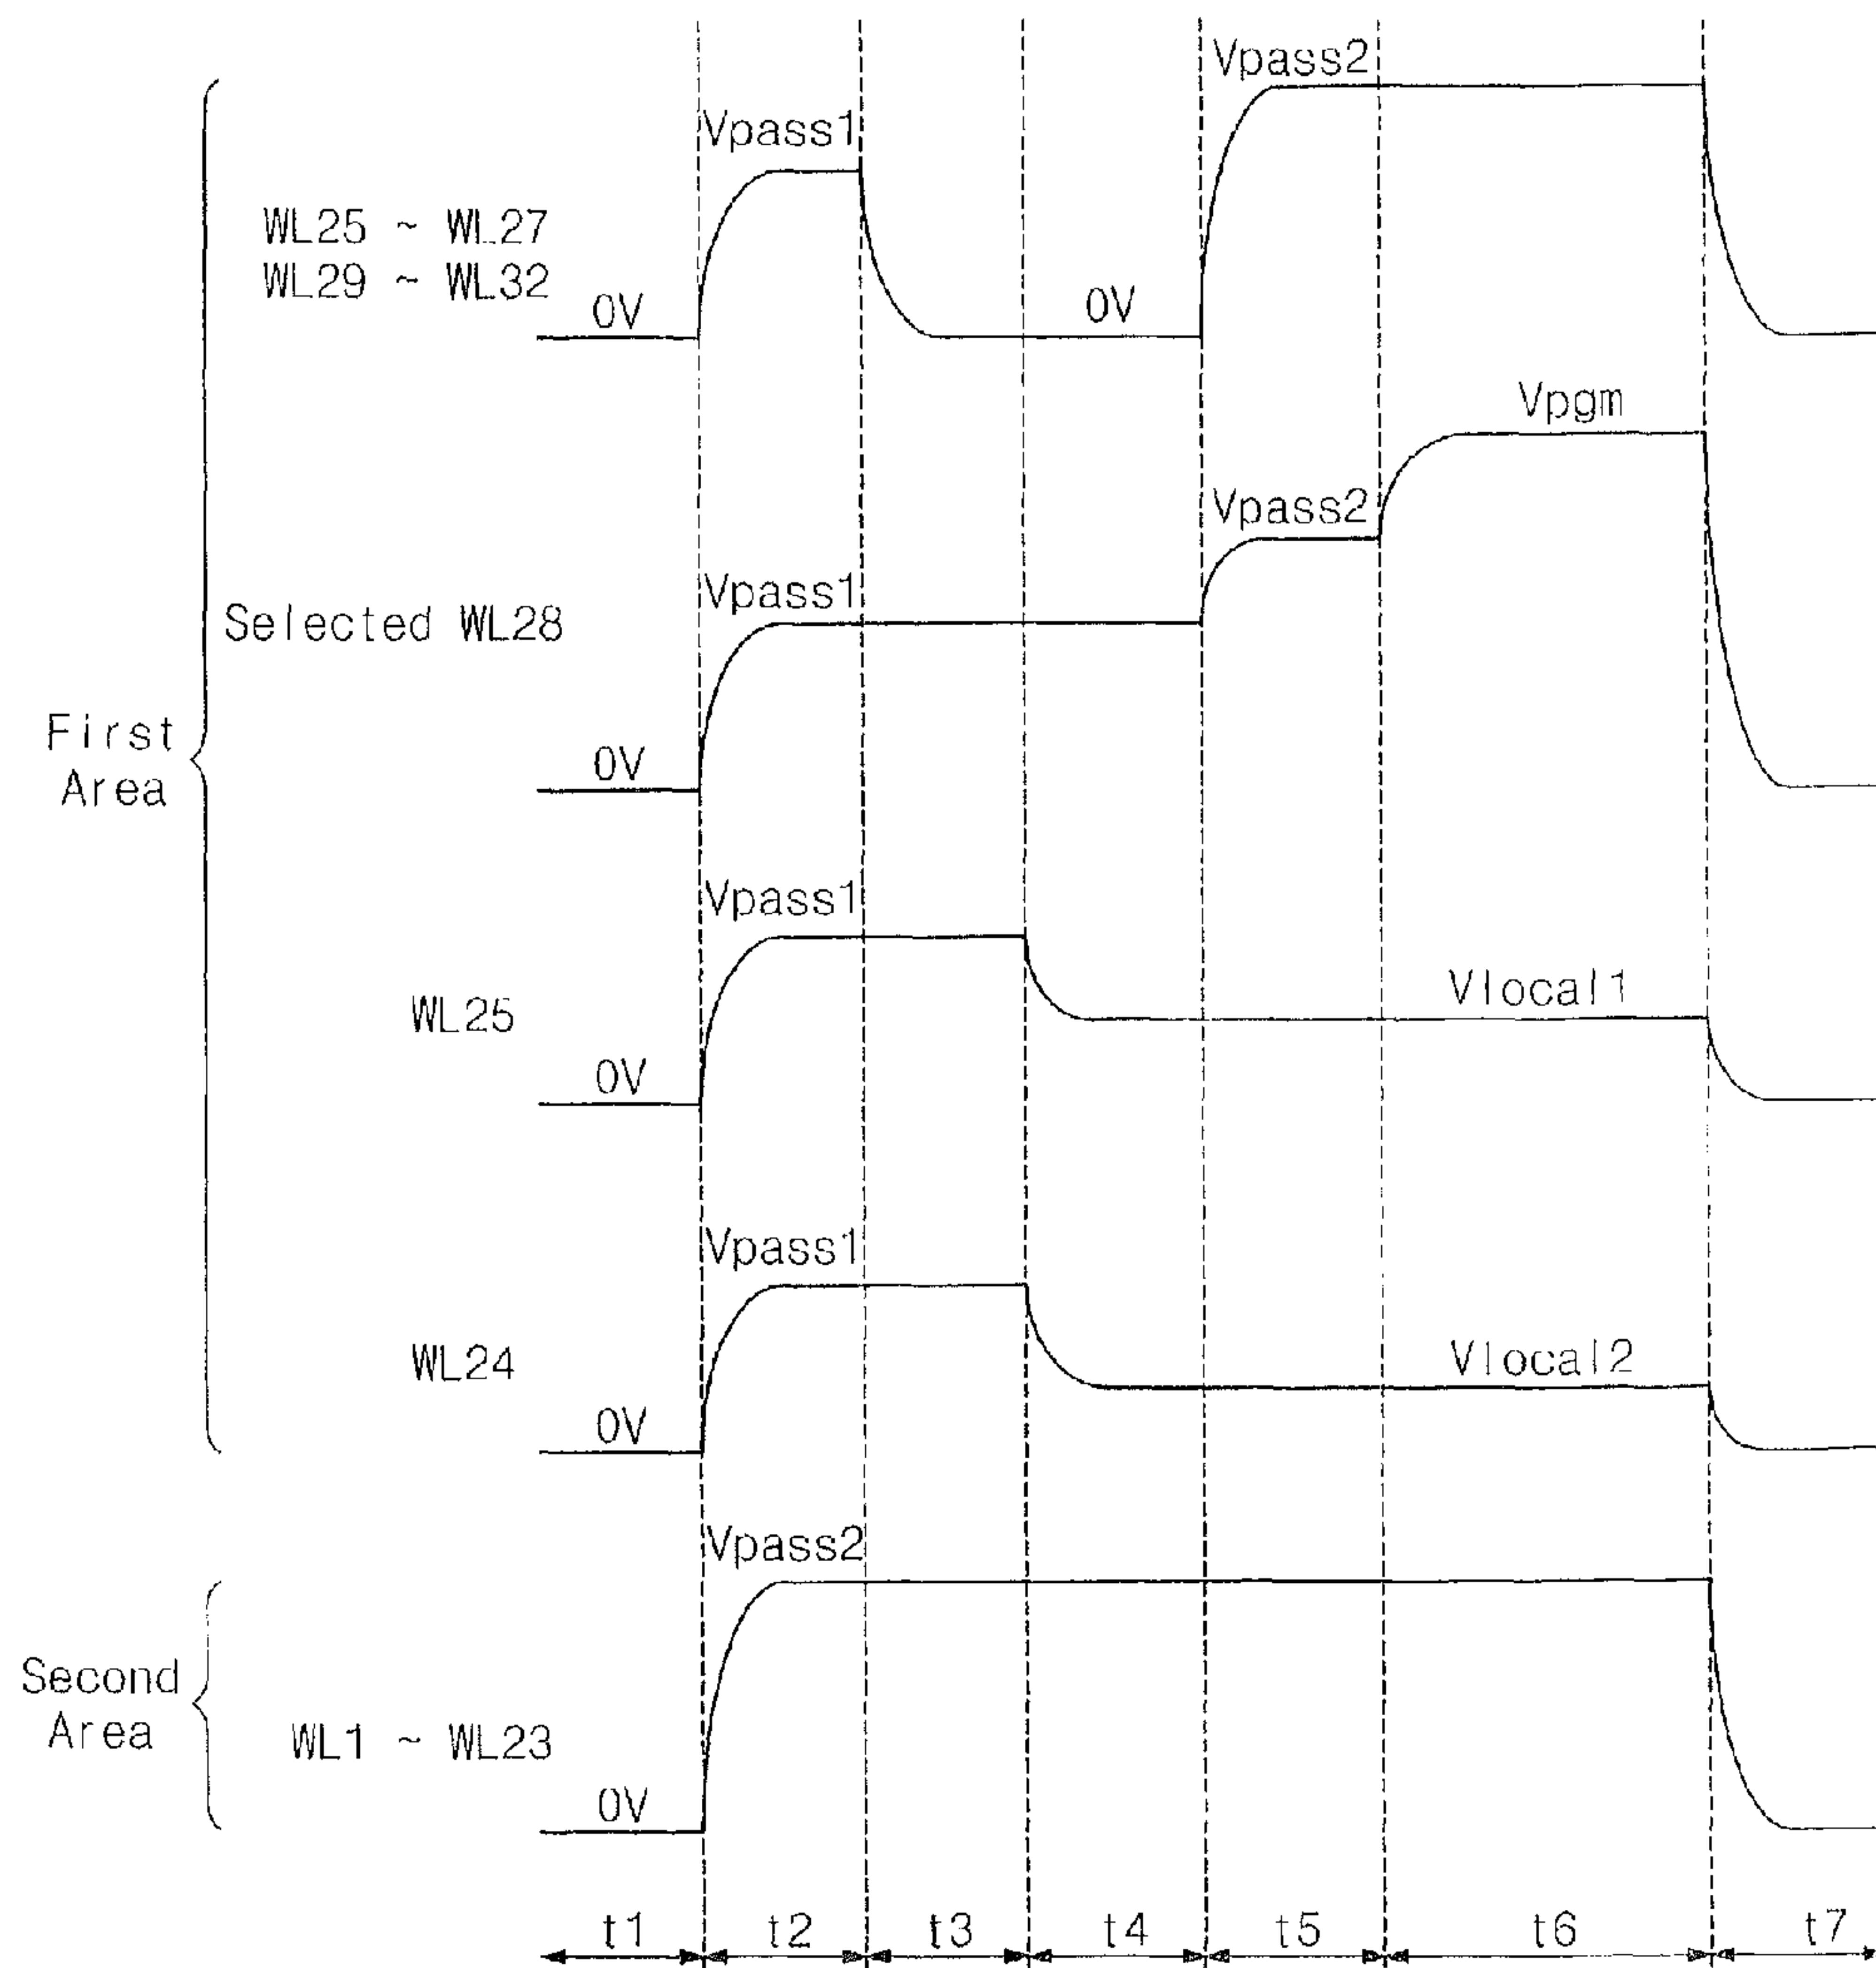 Vpass2
Vpass1
WL25 ~ WL27
WL29 ~ WL32
0V
0V
Vpgm
Vpass2
Vpass1
Selected WL28
First
Area
0V
Vpass1
Vlocal1
WL25
0V
Vpass1
Vlocal2
WL24
0V
Vpass2
Second
Area
WL1 ~ WL23
0V
t1 t2 t3 t4 t5 t6 t7